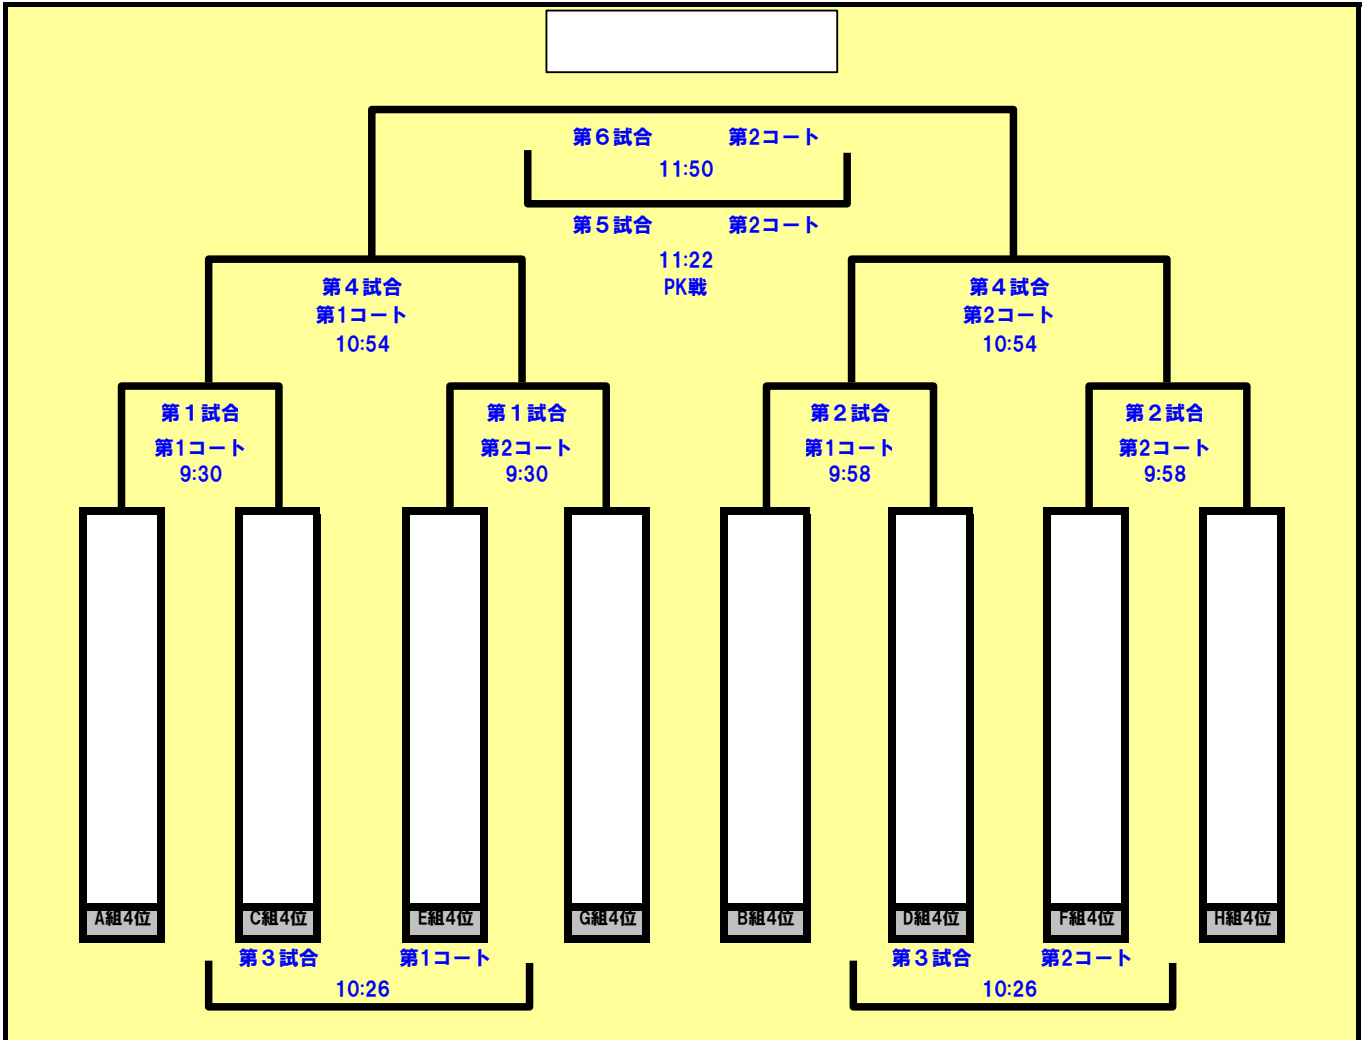 第６試合 第2コート
11:50
第５試合 第2コート
11:22
PK戦
第４試合
第1コート
10:54
第４試合
第2コート
10:54
第１試合
第1コート
9:30
第１試合
第2コート
9:30
第２試合
第1コート
9:58
第２試合
第2コート
9:58
A組4位 C組4位 E組4位 G組4位 B組4位 D組4位 F組4位 H組4位
第３試合 第1コート
10:26
第３試合 第2コート
10:26